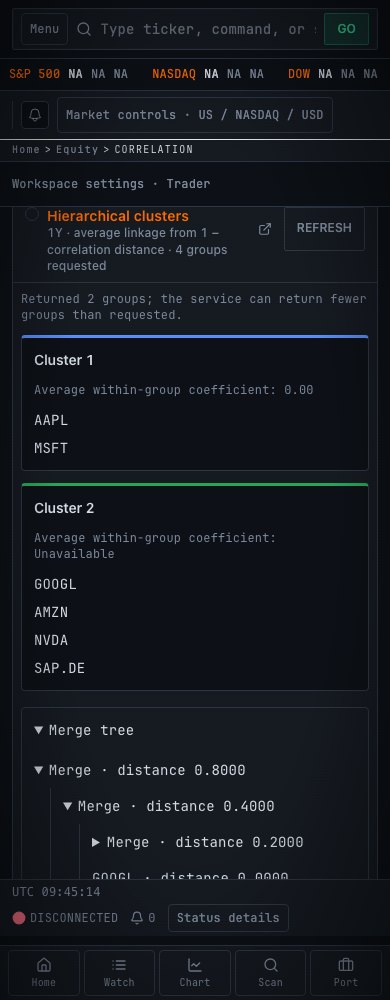 Menu Type ticker, command, or : GO
S&P 500 NA NA NA NASDAQ NA NA NA DOW NA NA NA
Market controls · US / NASDAQ / USD
Home > Equity > CORRELATION
Workspace settings · Trader
Hierarchical clusters
1Y · average linkage from 1 −
correlation distance · 4 groups
requested
REFRESH
Returned 2 groups; the service can return fewer
groups than requested.
Cluster 1
Average within-group coefficient: 0.00
AAPL
MSFT
Cluster 2
Average within-group coefficient:
Unavailable
GOOGL
AMZN
NVDA
SAP.DE
▼ Merge tree
▼ Merge · distance 0.8000
▼ Merge · distance 0.4000
▶ Merge · distance 0.2000
GOOGL · distance 0.0000
UTC 09:45:14
DISCONNECTED 0 Status details
Home Watch Chart Scan Port